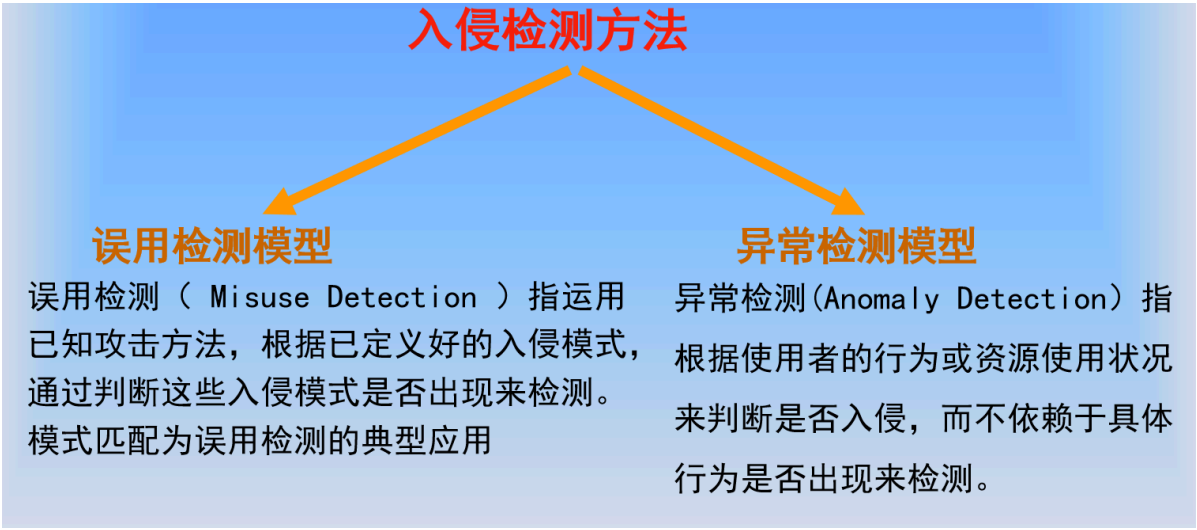 入侵检测方法
误用检测模型
误用检测（ Misuse Detection ）指运用
已知攻击方法，根据已定义好的入侵模式，
通过判断这些入侵模式是否出现来检测。
模式匹配为误用检测的典型应用
异常检测模型
异常检测(Anomaly Detection）指
根据使用者的行为或资源使用状况
来判断是否入侵，而不依赖于具体
行为是否出现来检测。